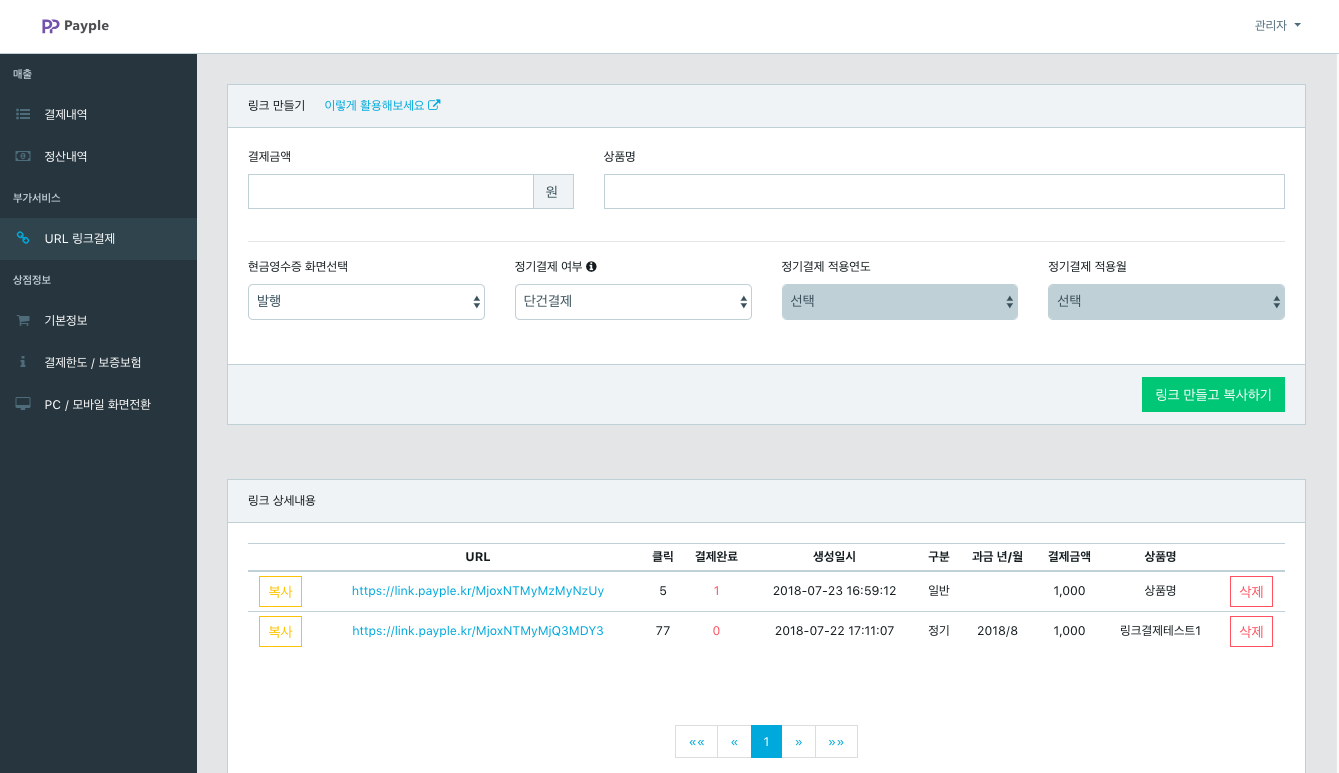 Payple
관리자
매출
결제내역
정산내역
부가서비스
URL 링크결제
상점정보
기본정보
결제한도 / 보증보험
PC / 모바일 화면전환
링크 만들기 이렇게 활용해보세요
결제금액 상품명
원
현금영수증 화면선택 정기결제 여부 정기결제 적용연도 정기결제 적용월
발행 단건결제 선택 선택
링크 만들고 복사하기
링크 상세내용
URL 클릭 결제완료 생성일시 구분 과금 년/월 결제금액 상품명
복사 https://link.payple.kr/MjoxNTMyMzMyNzUy 5 1 2018-07-23 16:59:12 일반 1,000 상품명 삭제
복사 https://link.payple.kr/MjoxNTMyMjQ3MDY3 77 0 2018-07-22 17:11:07 정기 2018/8 1,000 링크결제테스트1 삭제
«« « 1 » »»